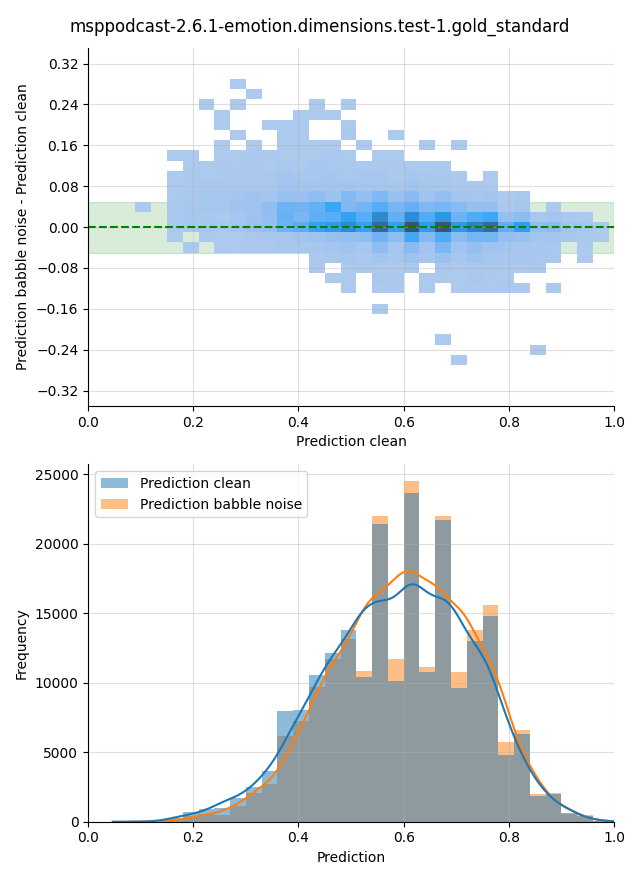 msppodcast-2.6.1-emotion.dimensions.test-1.gold_standard
Prediction babble noise - Prediction clean
0.32
0.24
0.16
0.08
0.00
−0.08
−0.16
−0.24
−0.32
0.0 0.2 0.4 0.6 0.8 1.0
Prediction clean
Frequency
25000
20000
15000
10000
5000
0
Prediction clean
Prediction babble noise
0.0 0.2 0.4 0.6 0.8 1.0
Prediction